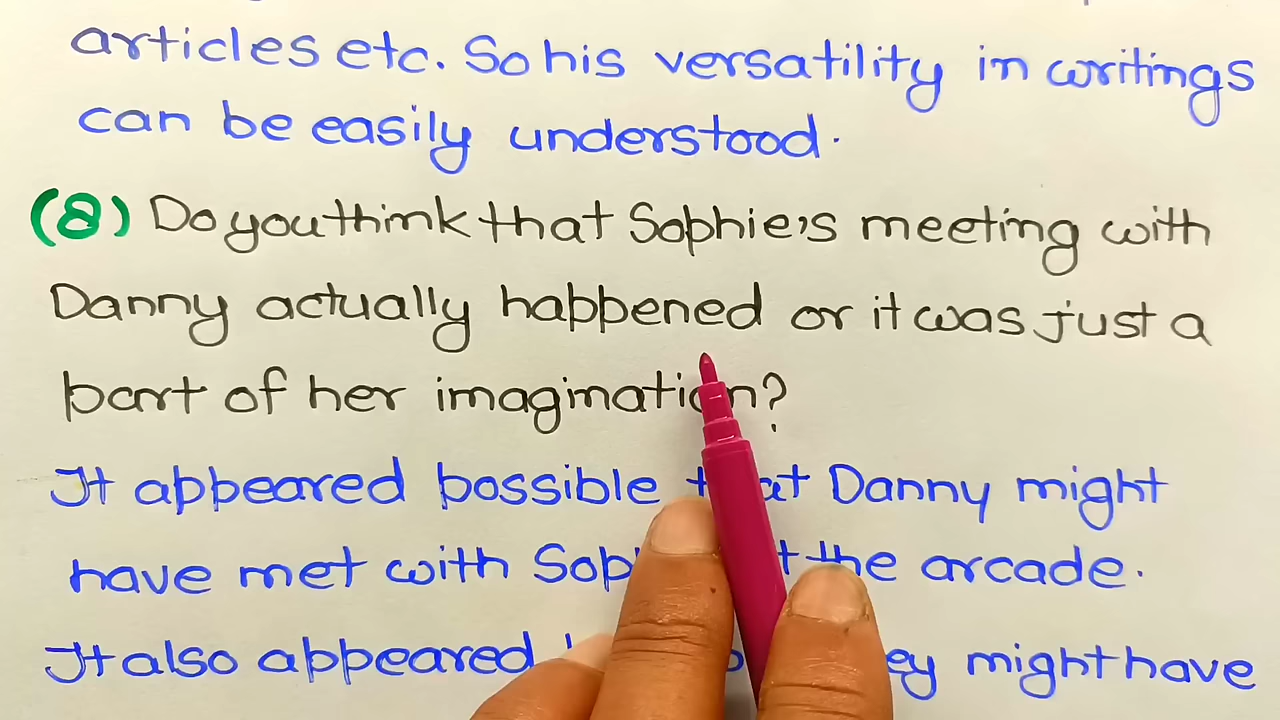 articles etc. So his versatility in writings
can be easily understood.
(8) Do you think that Sophie's meeting with
Danny actually happened or it was just a
part of her imagination?
It appeared possible that Danny might
have met with the arcade.
It also appeared might have